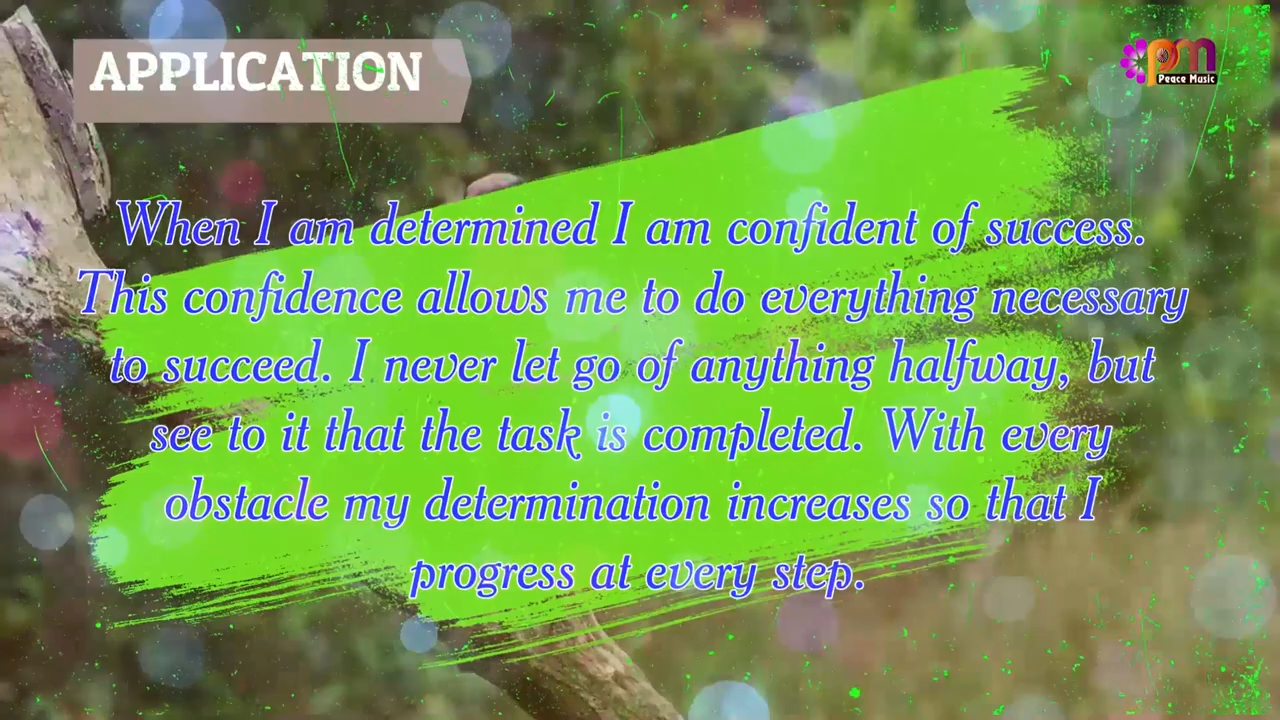 APPLICATION
pm
Peace Music
When I am determined I am confident of success.
This confidence allows me to do everything necessary
to succeed. I never let go of anything halfway, but
see to it that the task is completed. With every
obstacle my determination increases so that I
progress at every step.